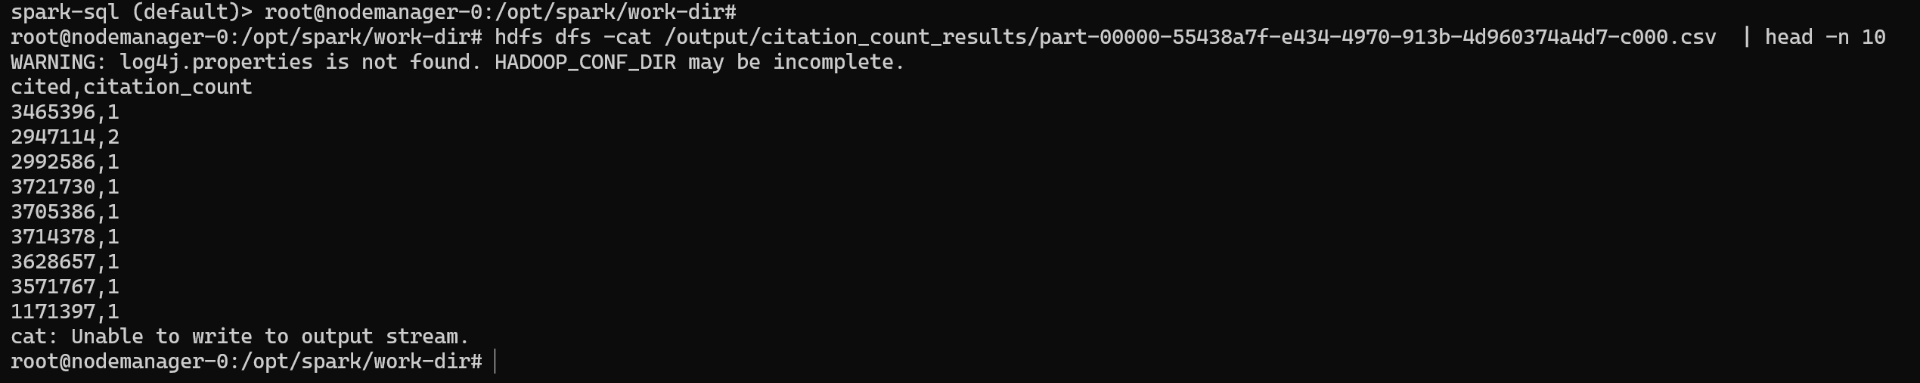 spark-sql (default)> root@nodemanager-0:/opt/spark/work-dir#
root@nodemanager-0:/opt/spark/work-dir# hdfs dfs -cat /output/citation_count_results/part-00000-55438a7f-e434-4970-913b-4d960374a4d7-c000.csv  | head -n 10
WARNING: log4j.properties is not found. HADOOP_CONF_DIR may be incomplete.
cited,citation_count
3465396,1
2947114,2
2992586,1
3721730,1
3705386,1
3714378,1
3628657,1
3571767,1
1171397,1
cat: Unable to write to output stream.
root@nodemanager-0:/opt/spark/work-dir#